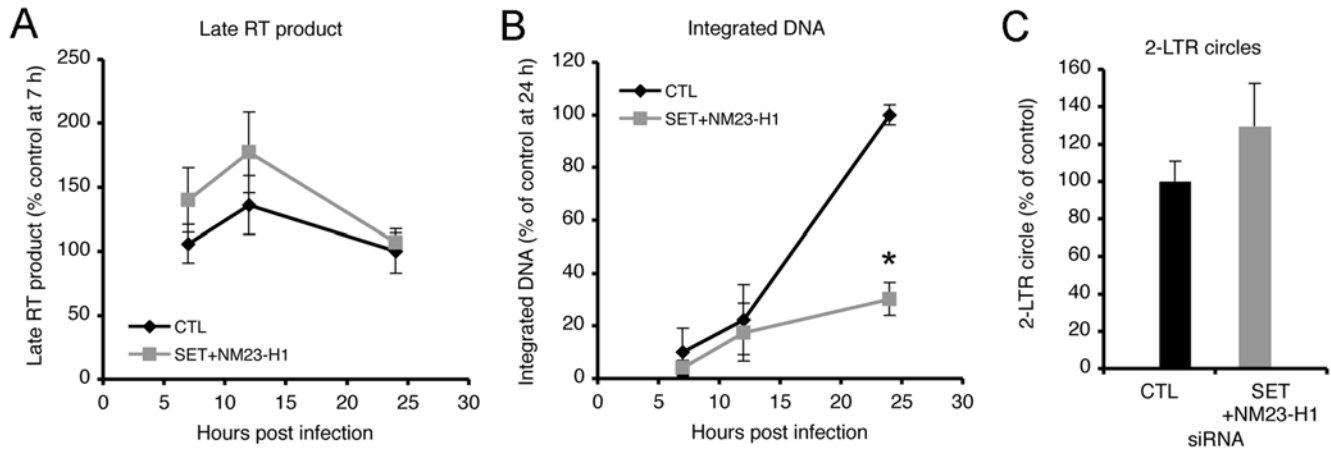 A
Late RT product
Late RT product (% control at 7 h)
250
200
150
100
50
0
CTL
SET+NM23-H1
0 5 10 15 20 25 30
Hours post infection
B
Integrated DNA
Integrated DNA (% of control at 24 h)
120
100
80
60
40
20
0
CTL
SET+NM23-H1
*
0 5 10 15 20 25 30
Hours post infection
C
2-LTR circles
2-LTR circle (% of control)
160
140
120
100
80
60
40
20
0
CTL
SET
+NM23-H1
siRNA